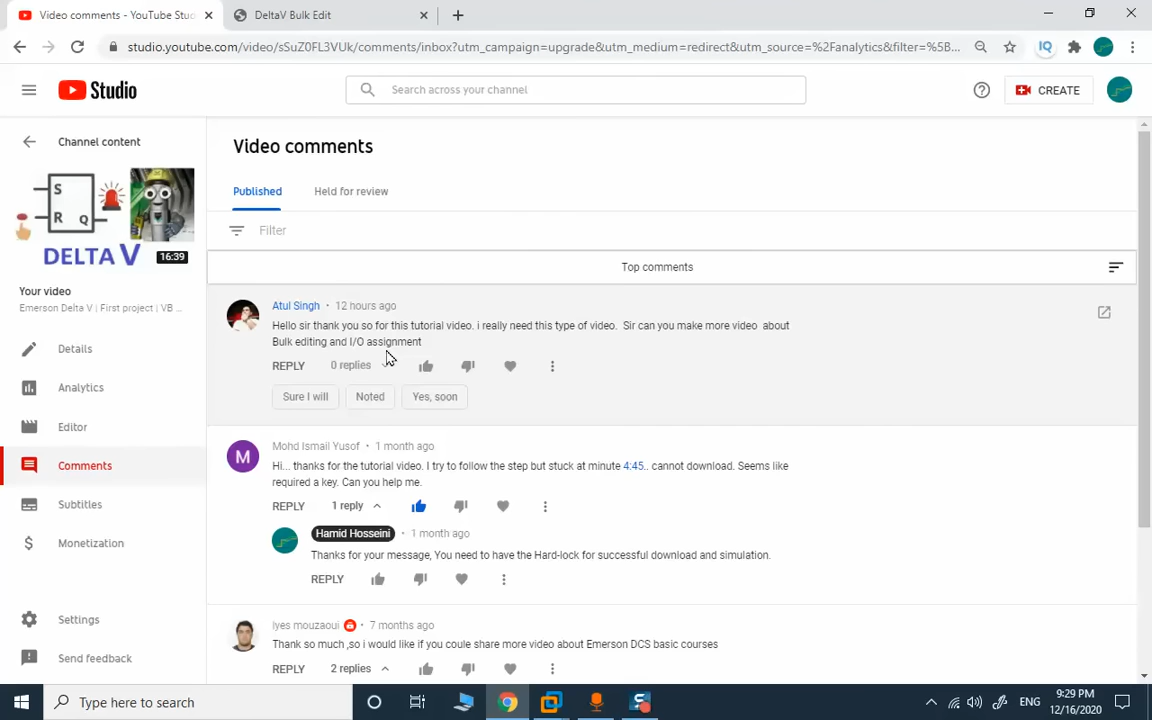 Video comments - YouTube Stu
DeltaV Bulk Edit
studio.youtube.com/video/sSuZ0FL3VUk/comments/inbox?utm_campaign=upgrade&utm_medium=redirect&utm_source=%2Fanalytics&filter=%5B...
IQ
Studio
Search across your channel
CREATE
Channel content
S
R Q
DELTA V
16:39
Your video
Emerson Delta V | First project | VB ...
Details
Analytics
Editor
Comments
Subtitles
Monetization
Settings
Send feedback
Video comments
Published
Held for review
Filter
Top comments
Atul Singh • 12 hours ago
Hello sir thank you so for this tutorial video. i really need this type of video. Sir can you make more video about
Bulk editing and I/O assignment
REPLY 0 replies
Sure I will Noted Yes, soon
M
Mohd Ismail Yusof • 1 month ago
Hi... thanks for the tutorial video. I try to follow the step but stuck at minute 4:45.. cannot download. Seems like
required a key. Can you help me.
REPLY 1 reply
Hamid Hosseini • 1 month ago
Thanks for your message, You need to have the Hard-lock for successful download and simulation.
REPLY
Iyes mouzaoui • 7 months ago
Thank so much ,so i would like if you coule share more video about Emerson DCS basic courses
REPLY 2 replies
Type here to search
ENG
9:29 PM
12/16/2020